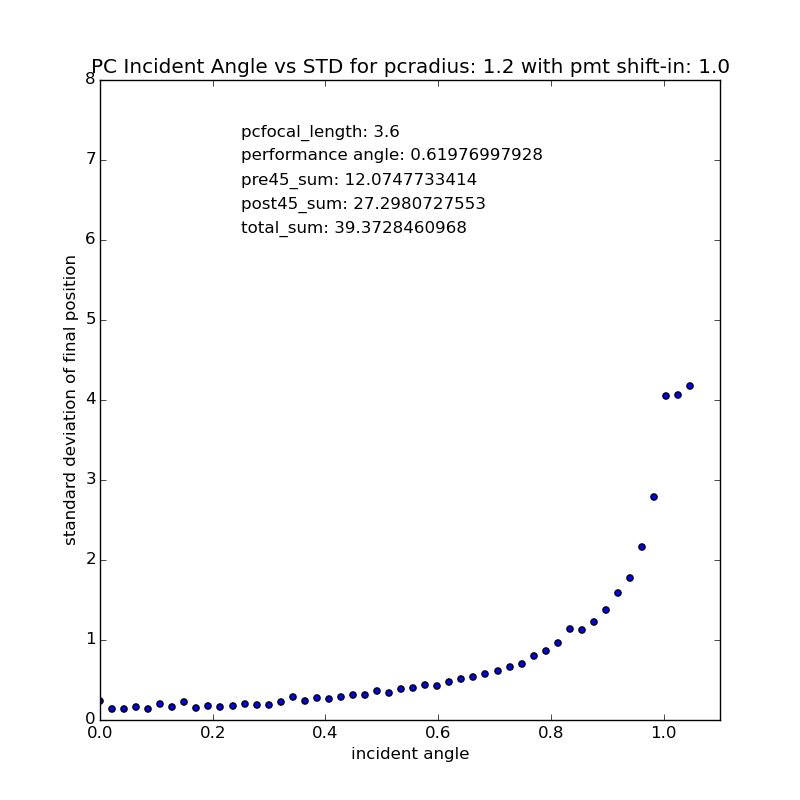 PC Incident Angle vs STD for pcradius: 1.2 with pmt shift-in: 1.0
8
7
6
5
4
3
2
1
0
pcfocal_length: 3.6
performance angle: 0.61976997928
pre45_sum: 12.0747733414
post45_sum: 27.2980727553
total_sum: 39.3728460968
standard deviation of final position
0.0 0.2 0.4 0.6 0.8 1.0
incident angle